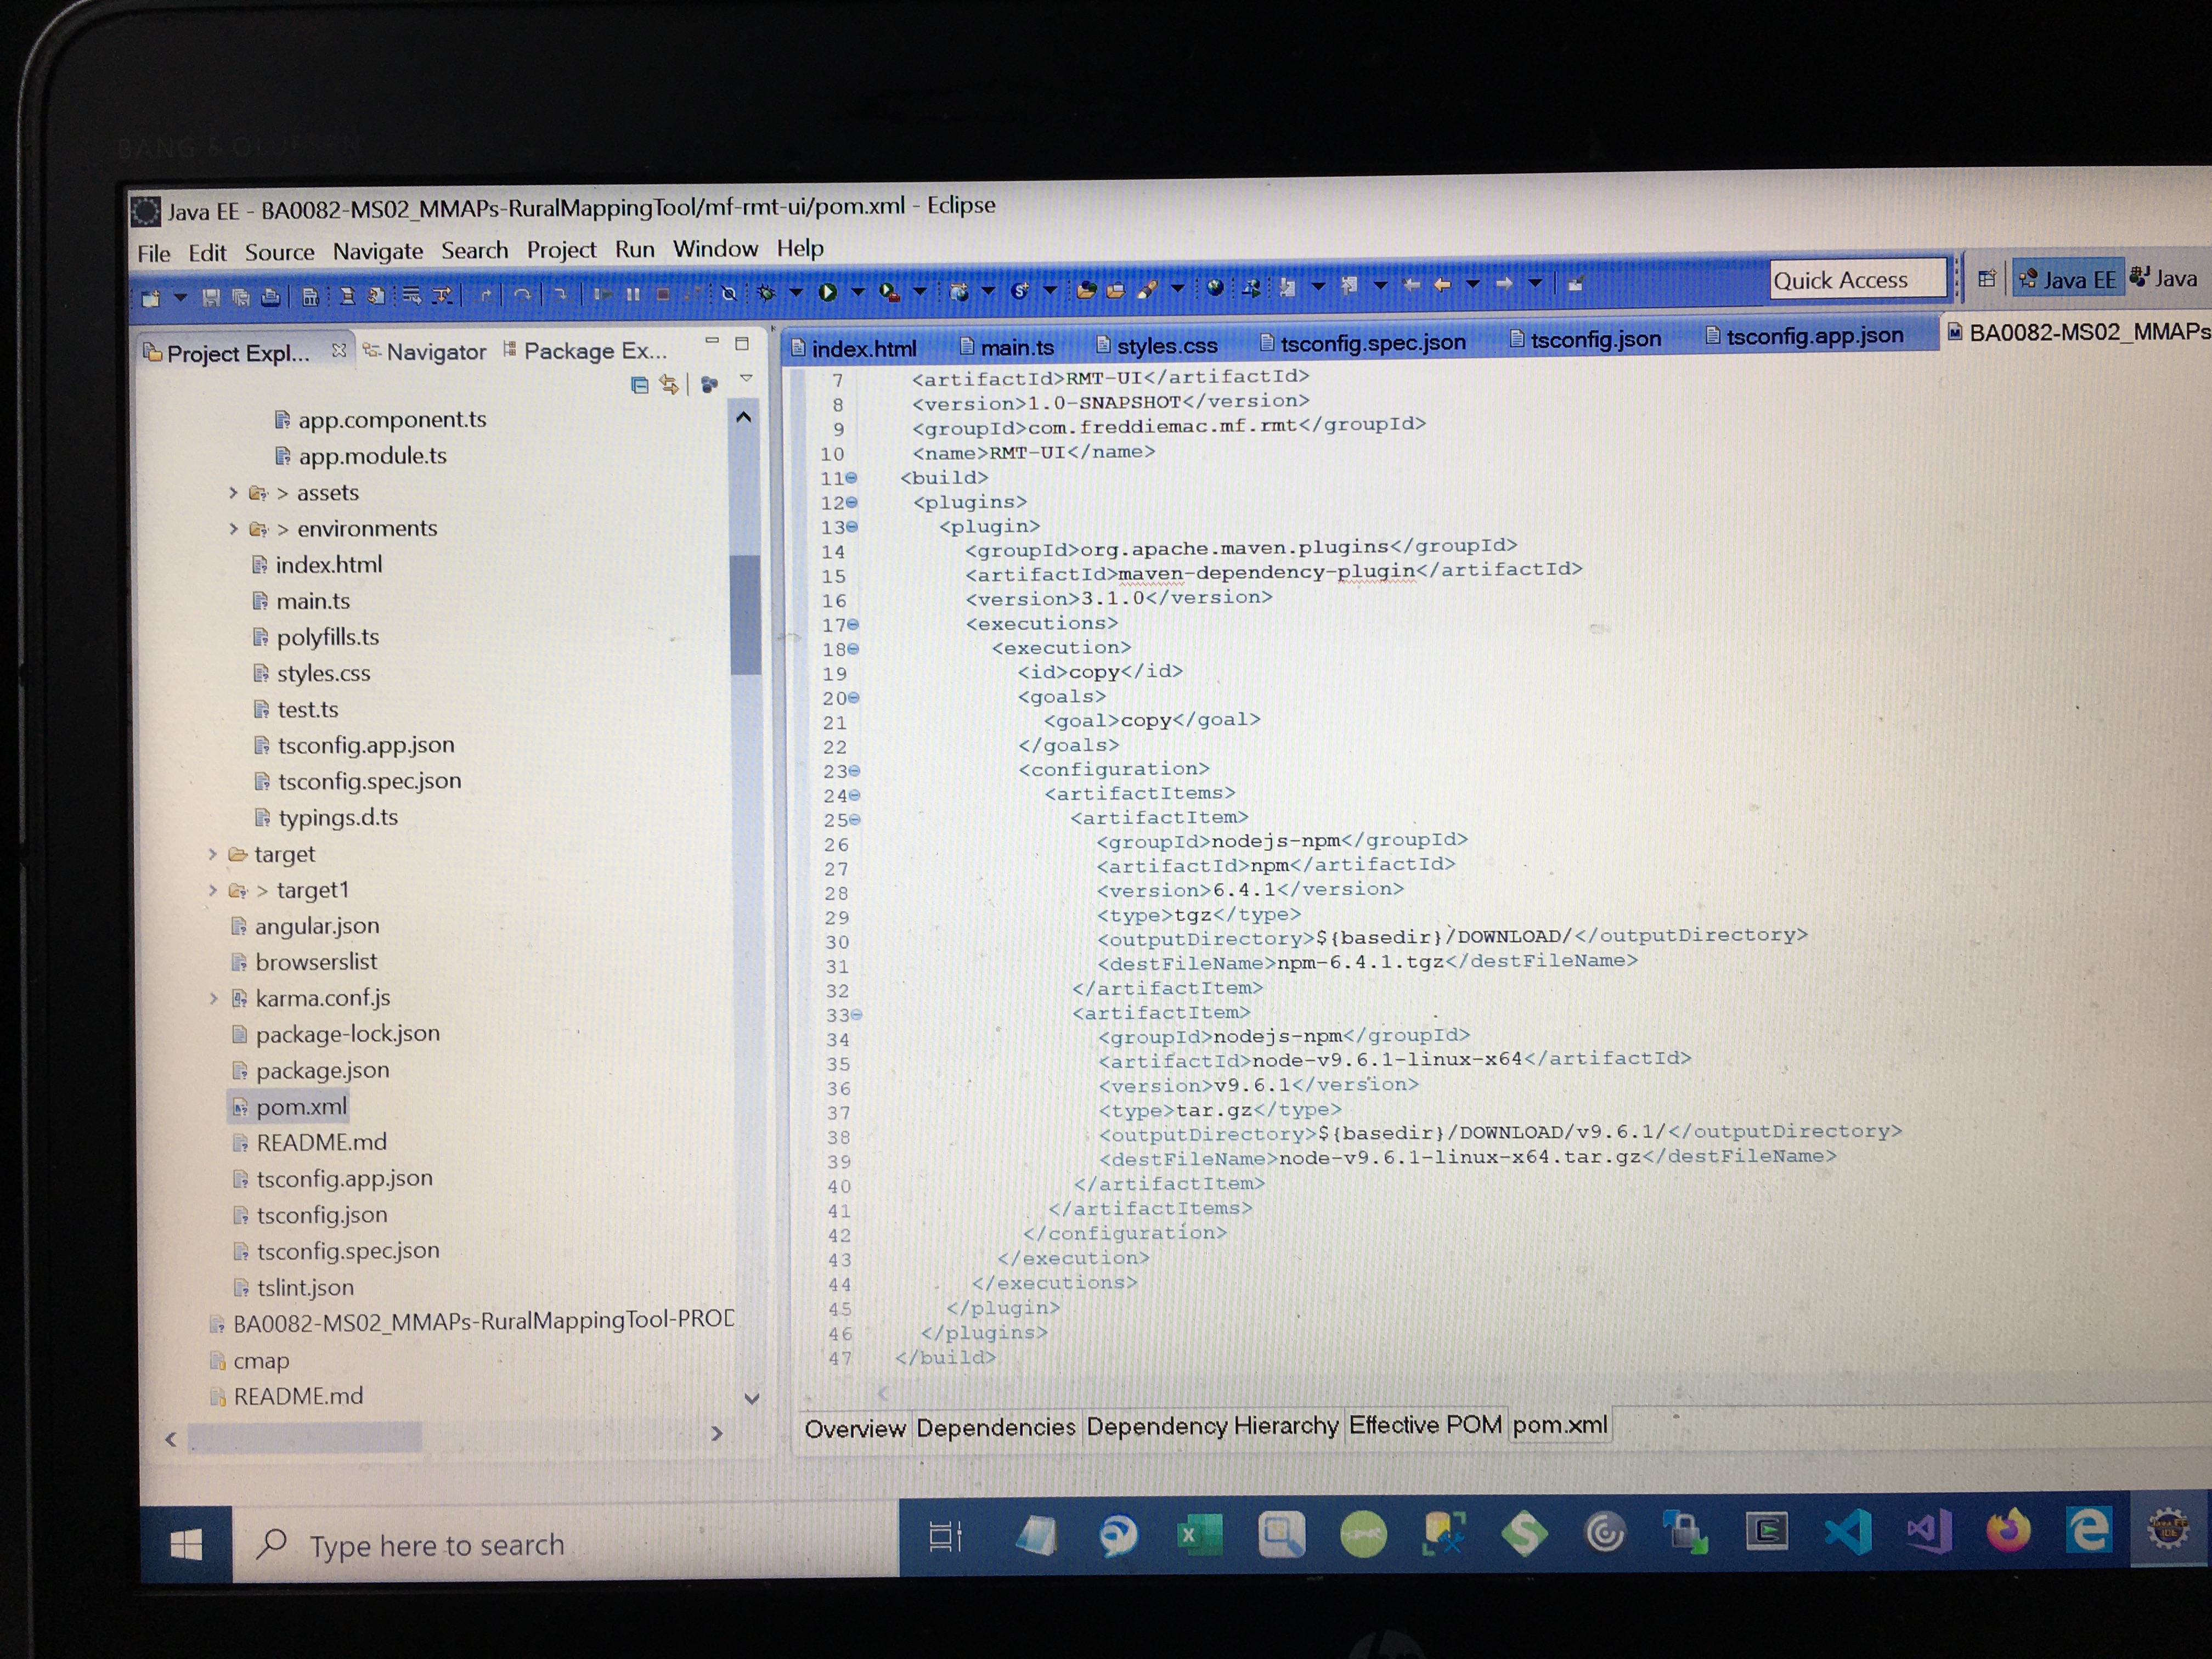 BANG & OLUFSEN
Java EE - BA0082-MS02_MMAPs-RuralMappingTool/mf-rmt-ui/pom.xml - Eclipse
File Edit Source Navigate Search Project Run Window Help
Quick Access
Java EE
Java
Project Expl...
Navigator
Package Ex...
app.component.ts
app.module.ts
> assets
> environments
index.html
main.ts
polyfills.ts
styles.css
test.ts
tsconfig.app.json
tsconfig.spec.json
typings.d.ts
target
> target1
angular.json
browserslist
karma.conf.js
package-lock.json
package.json
pom.xml
README.md
tsconfig.app.json
tsconfig.json
tsconfig.spec.json
tslint.json
BA0082-MS02_MMAPs-RuralMappingTool-PROD
cmap
README.md
index.html
main.ts
styles.css
tsconfig.spec.json
tsconfig.json
tsconfig.app.json
BA0082-MS02_MMAPs
7 <artifactId>RMT-UI</artifactId>
8 <version>1.0-SNAPSHOT</version>
9 <groupId>com.freddiemac.mf.rmt</groupId>
10 <name>RMT-UI</name>
11 <build>
12 <plugins>
13 <plugin>
14 <groupId>org.apache.maven.plugins</groupId>
15 <artifactId>maven-dependency-plugin</artifactId>
16 <version>3.1.0</version>
17 <executions>
18 <execution>
19 <id>copy</id>
20 <goals>
21 <goal>copy</goal>
22 </goals>
23 <configuration>
24 <artifactItems>
25 <artifactItem>
26 <groupId>nodejs-npm</groupId>
27 <artifactId>npm</artifactId>
28 <version>6.4.1</version>
29 <type>tgz</type>
30 <outputDirectory>${basedir}/DOWNLOAD/</outputDirectory>
31 <destFileName>npm-6.4.1.tgz</destFileName>
32 </artifactItem>
33 <artifactItem>
34 <groupId>nodejs-npm</groupId>
35 <artifactId>node-v9.6.1-linux-x64</artifactId>
36 <version>v9.6.1</version>
37 <type>tar.gz</type>
38 <outputDirectory>${basedir}/DOWNLOAD/v9.6.1/</outputDirectory>
39 <destFileName>node-v9.6.1-linux-x64.tar.gz</destFileName>
40 </artifactItem>
41 </artifactItems>
42 </configuration>
43 </execution>
44 </executions>
45 </plugin>
46 </plugins>
47 </build>
Overview Dependencies Dependency Hierarchy Effective POM pom.xml
Type here to search